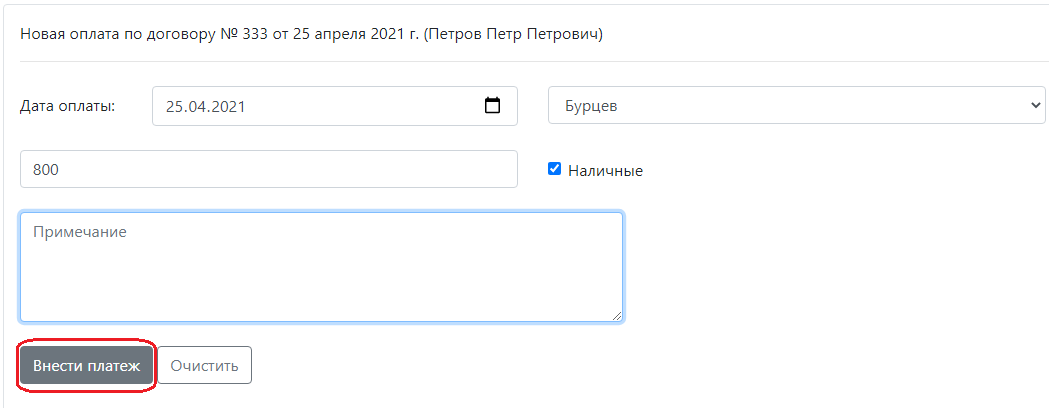 Новая оплата по договору № 333 от 25 апреля 2021 г. (Петров Петр Петрович)
Дата оплаты: 25.04.2021 Бурцев
800 Наличные
Примечание
Внести платеж Очистить